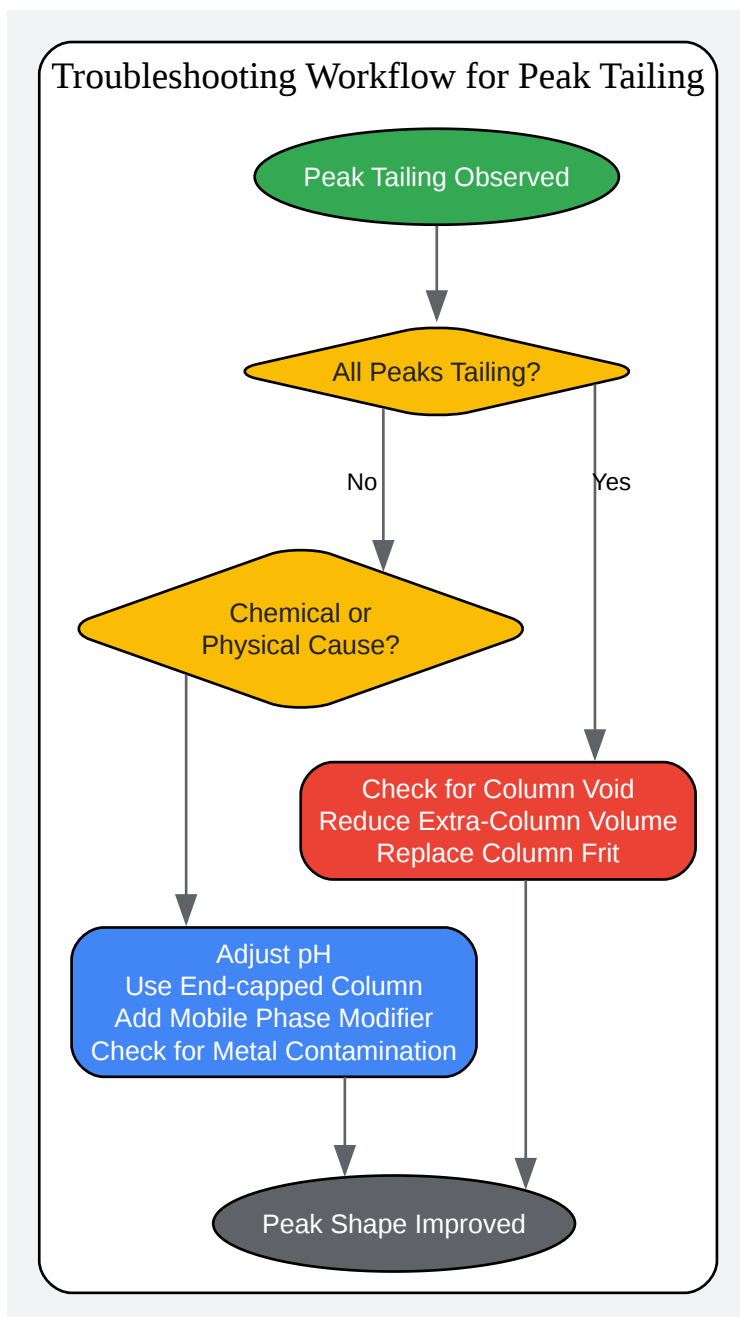 Troubleshooting Workflow for Peak Tailing
Peak Tailing Observed
All Peaks Tailing?
No
Yes
Chemical or
Physical Cause?
Check for Column Void
Reduce Extra-Column Volume
Replace Column Frit
Adjust pH
Use End-capped Column
Add Mobile Phase Modifier
Check for Metal Contamination
Peak Shape Improved